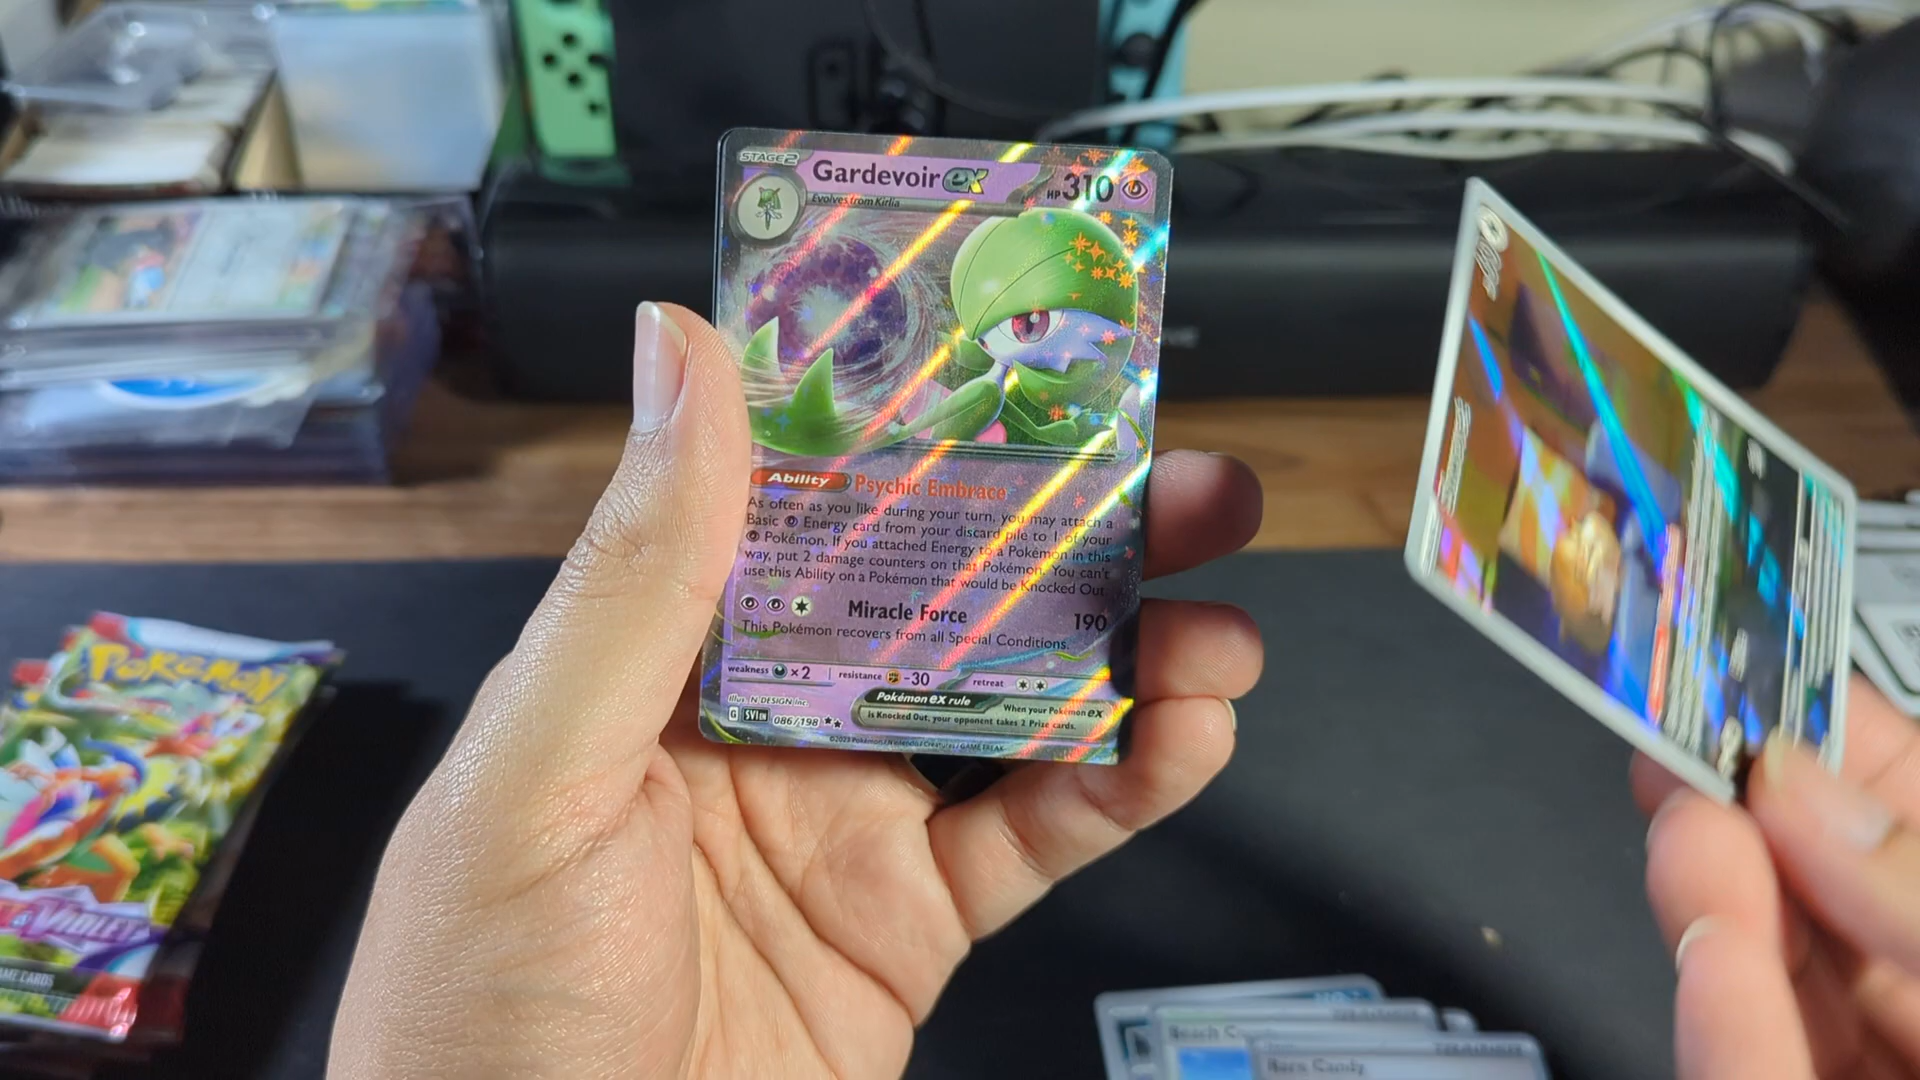 STAGE2
Gardevoir ex
HP 310
Evolves from Kirlia
Ability Psychic Embrace
As often as you like during your turn, you may attach a
Basic Energy card from your discard pile to 1 of your
Pokémon. If you attached Energy to a Pokémon in this
way, put 2 damage counters on that Pokémon. You can't
use this Ability on a Pokémon that would be Knocked Out.
Miracle Force 190
This Pokémon recovers from all Special Conditions.
weakness ×2 resistance -30 retreat
Pokémon ex rule
When your Pokémon ex
is Knocked Out, your opponent takes 2 Prize cards.
Illus. N-DESIGN Inc.
G SVI EN 086/198
©2023 Pokémon / Nintendo / Creatures / GAME FREAK
POKÉMON
VIOLET
Rare Candy